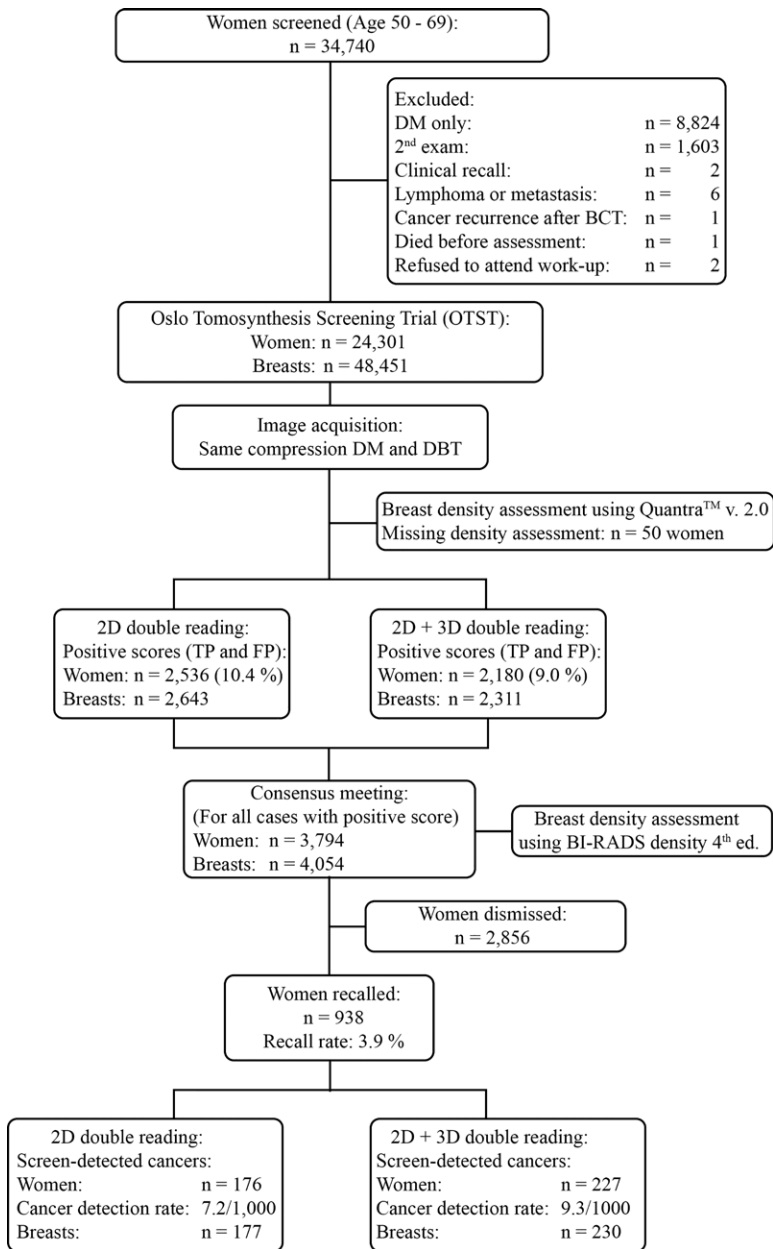 Women screened (Age 50 - 69):
n = 34,740
Excluded:
DM only: n = 8,824
2nd exam: n = 1,603
Clinical recall: n = 2
Lymphoma or metastasis: n = 6
Cancer recurrence after BCT: n = 1
Died before assessment: n = 1
Refused to attend work-up: n = 2
Oslo Tomosynthesis Screening Trial (OTST):
Women: n = 24,301
Breasts: n = 48,451
Image acquisition:
Same compression DM and DBT
Breast density assessment using Quantra™ v. 2.0
Missing density assessment: n = 50 women
2D double reading:
Positive scores (TP and FP):
Women: n = 2,536 (10.4 %)
Breasts: n = 2,643
2D + 3D double reading:
Positive scores (TP and FP):
Women: n = 2,180 (9.0 %)
Breasts: n = 2,311
Consensus meeting:
(For all cases with positive score)
Women: n = 3,794
Breasts: n = 4,054
Breast density assessment
using BI-RADS density 4th ed.
Women dismissed:
n = 2,856
Women recalled:
n = 938
Recall rate: 3.9 %
2D double reading:
Screen-detected cancers:
Women: n = 176
Cancer detection rate: 7.2/1,000
Breasts: n = 177
2D + 3D double reading:
Screen-detected cancers:
Women: n = 227
Cancer detection rate: 9.3/1000
Breasts: n = 230